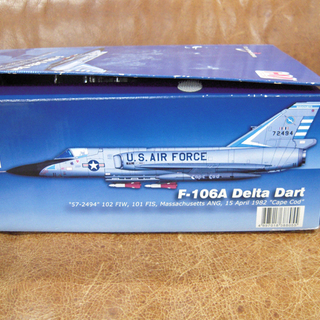 72494
U.S. AIR FORCE
F-106A Delta Dart
"57-2494" 102 FIW, 101 FIS, Massachusetts ANG, 15 April 1982 "Cape Cod"